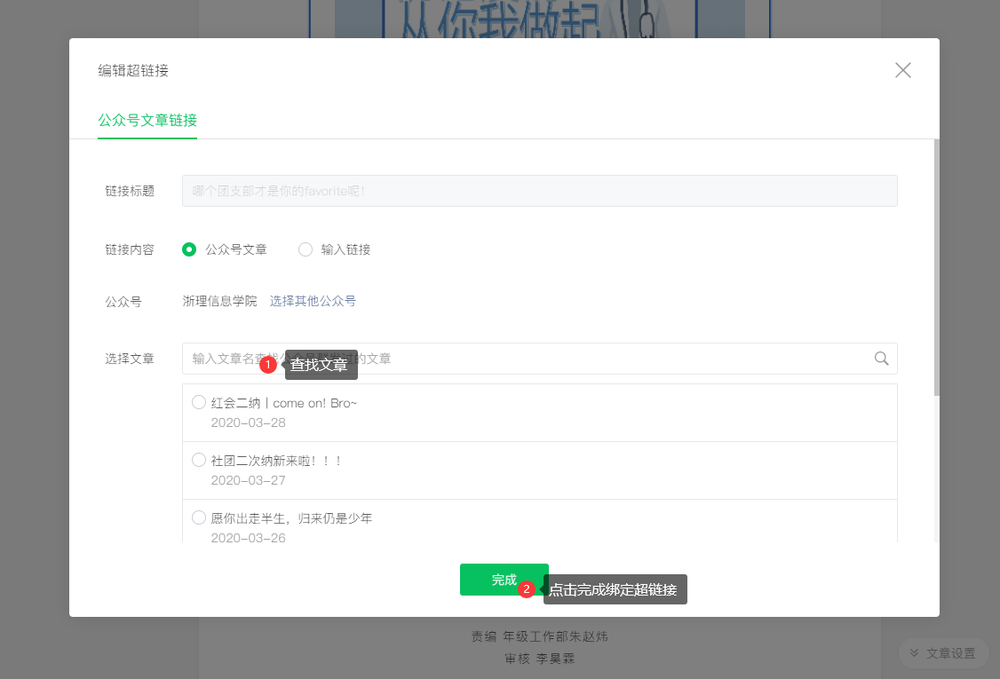 从你我做起
编辑超链接
公众号文章链接
链接标题 哪个团支部才是你的favorite呢!
链接内容 公众号文章 输入链接
公众号 浙理信息学院 选择其他公众号
选择文章 输入文章名查找公众号群发过的文章
1 查找文章
红会二纳丨come on! Bro~
2020-03-28
社团二次纳新来啦！！！
2020-03-27
愿你出走半生，归来仍是少年
2020-03-26
完成
2 点击完成绑定超链接
责编 年级工作部朱赵炜
审核 李昊霖
文章设置